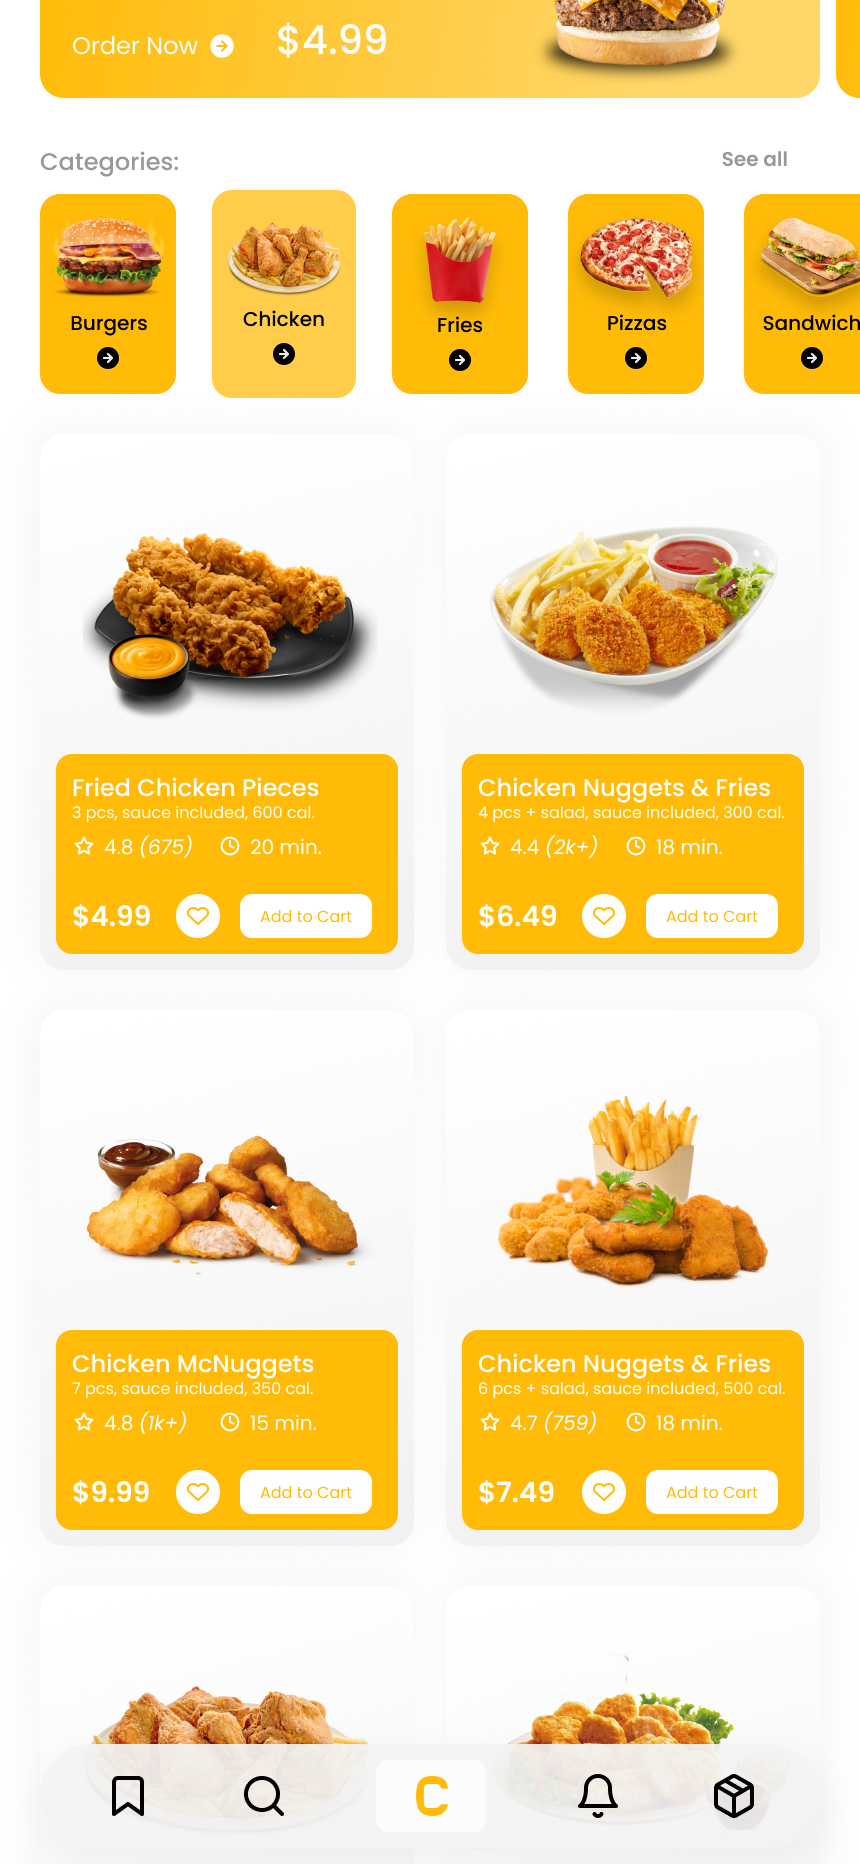 Order Now $4.99
Categories: See all
Burgers Chicken Fries Pizzas Sandwich
Fried Chicken Pieces
3 pcs, sauce included, 600 cal.
4.8 (675) 20 min.
$4.99 Add to Cart
Chicken Nuggets & Fries
4 pcs + salad, sauce included, 300 cal.
4.4 (2k+) 18 min.
$6.49 Add to Cart
Chicken McNuggets
7 pcs, sauce included, 350 cal.
4.8 (1k+) 15 min.
$9.99 Add to Cart
Chicken Nuggets & Fries
6 pcs + salad, sauce included, 500 cal.
4.7 (759) 18 min.
$7.49 Add to Cart
C